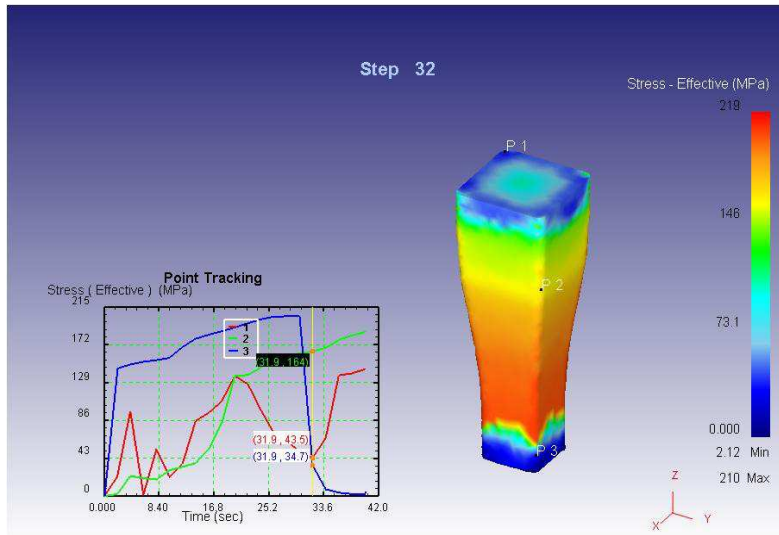 Step 32
Stress - Effective (MPa)
219
146
73.1
0.000
2.12 Min
210 Max
P 1
P 2
P 3
Point Tracking
Stress ( Effective ) (MPa)
215
172
129
86
43
0
0.000 8.40 16.8 25.2 33.6 42.0
Time (sec)
1
2
3
(31.9 , 164)
(31.9 , 43.5)
(31.9 , 34.7)
Z
X
Y